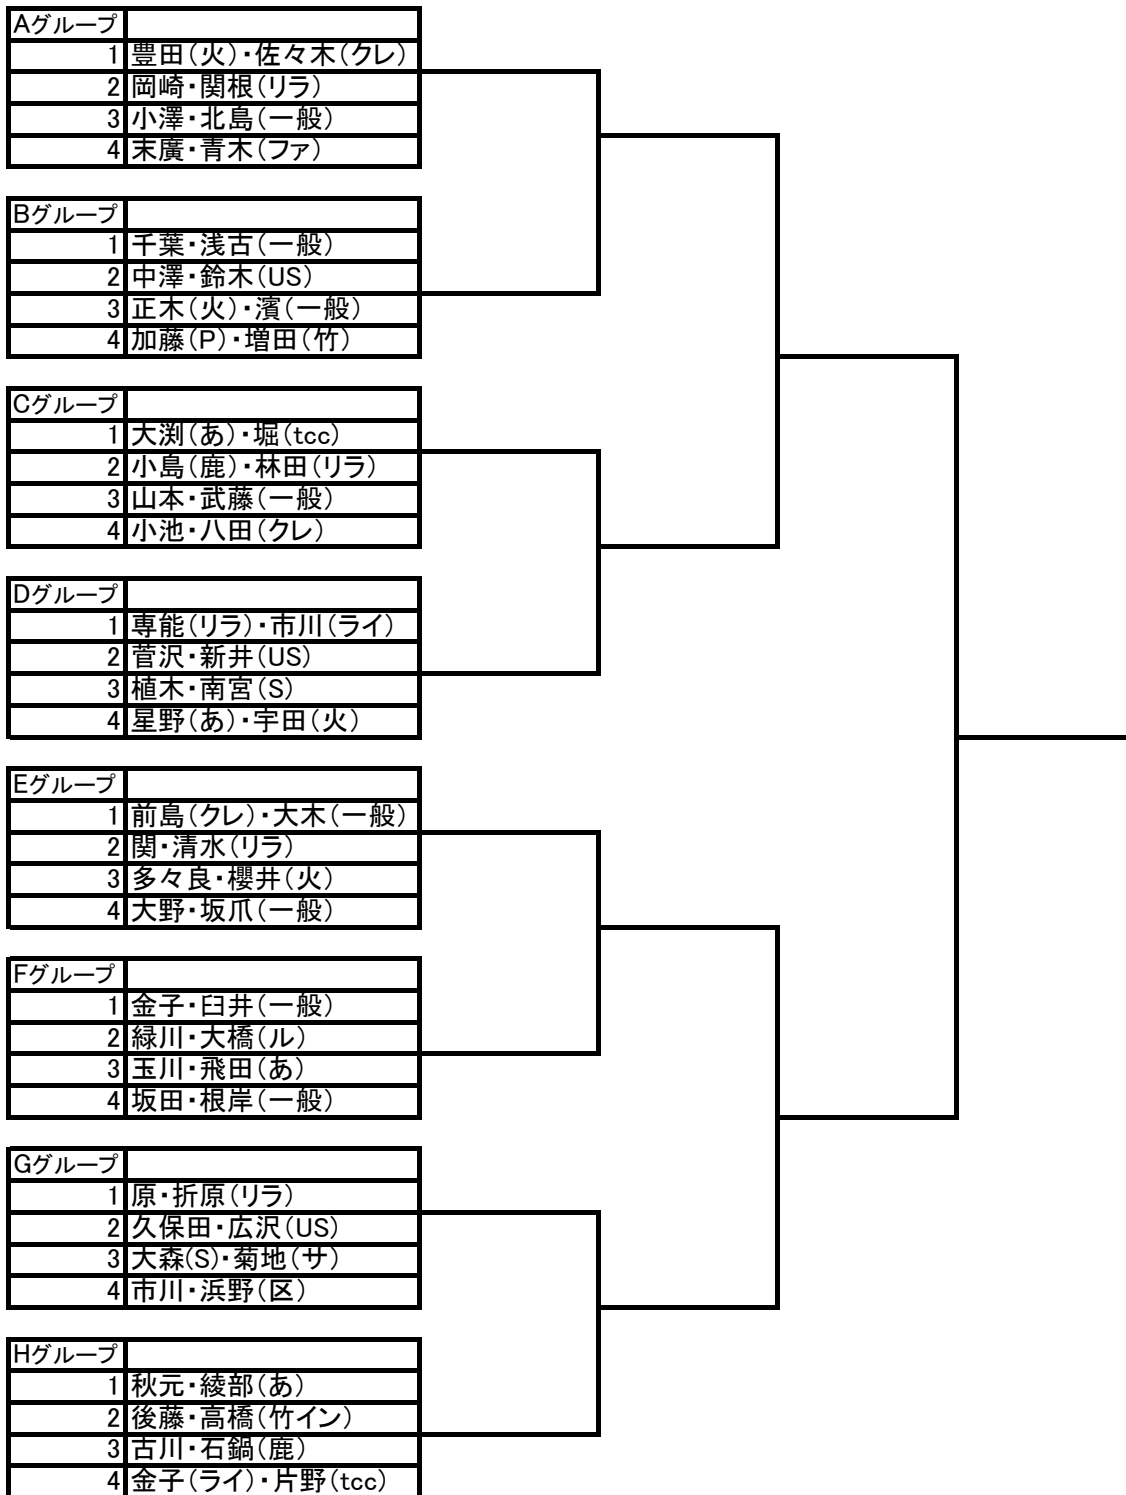 Aグループ
1 豊田(火)・佐々木(クレ)
2 岡崎・関根(リラ)
3 小澤・北島(一般)
4 末廣・青木(ファ)
Bグループ
1 千葉・浅古(一般)
2 中澤・鈴木(US)
3 正木(火)・濱(一般)
4 加藤(P)・増田(竹)
Cグループ
1 大渕(あ)・堀(tcc)
2 小島(鹿)・林田(リラ)
3 山本・武藤(一般)
4 小池・八田(クレ)
Dグループ
1 専能(リラ)・市川(ライ)
2 菅沢・新井(US)
3 植木・南宮(S)
4 星野(あ)・宇田(火)
Eグループ
1 前島(クレ)・大木(一般)
2 関・清水(リラ)
3 多々良・櫻井(火)
4 大野・坂爪(一般)
Fグループ
1 金子・臼井(一般)
2 緑川・大橋(ル)
3 玉川・飛田(あ)
4 坂田・根岸(一般)
Gグループ
1 原・折原(リラ)
2 久保田・広沢(US)
3 大森(S)・菊地(サ)
4 市川・浜野(区)
Hグループ
1 秋元・綾部(あ)
2 後藤・高橋(竹イン)
3 古川・石鍋(鹿)
4 金子(ライ)・片野(tcc)